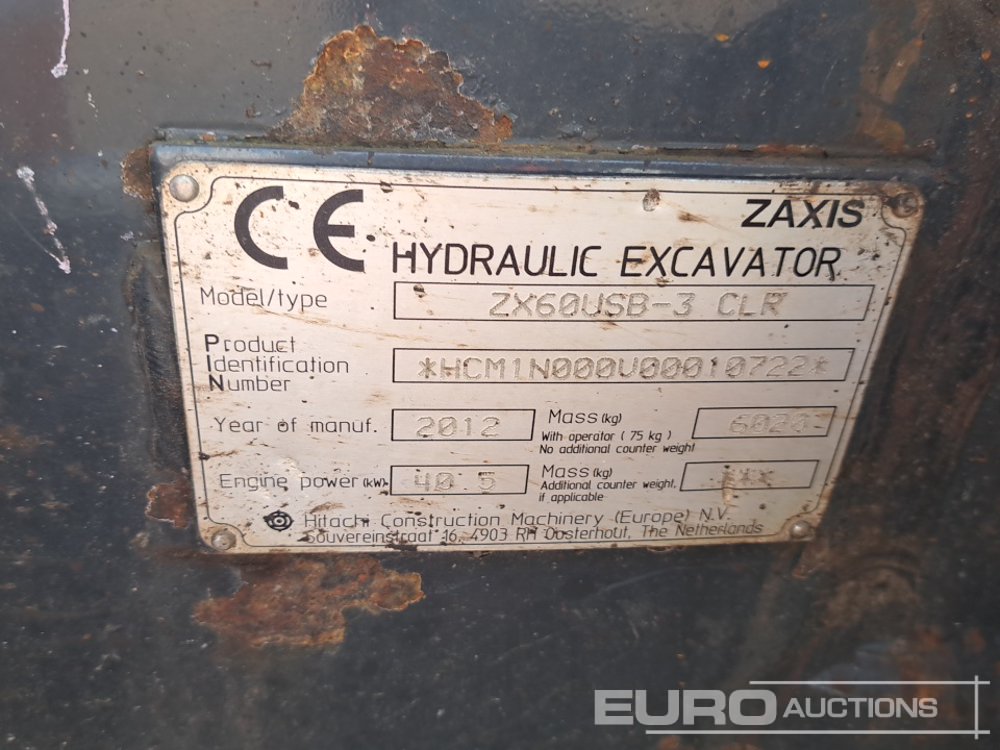 CE ZAXIS
HYDRAULIC EXCAVATOR
Model/type ZX60USB-3 CLR
Product
Identification
Number *HCM1N000V00010722*
Year of manuf. 2012 Mass (kg) 6020
With operator ( 75 kg )
No additional counter weight
Engine power (kW) 40.5 Mass (kg) ***
Additional counter weight,
if applicable
Hitachi Construction Machinery (Europe) N.V.
Souvereinstraat 16, 4903 RH Oosterhout, The Netherlands
EURO AUCTIONS